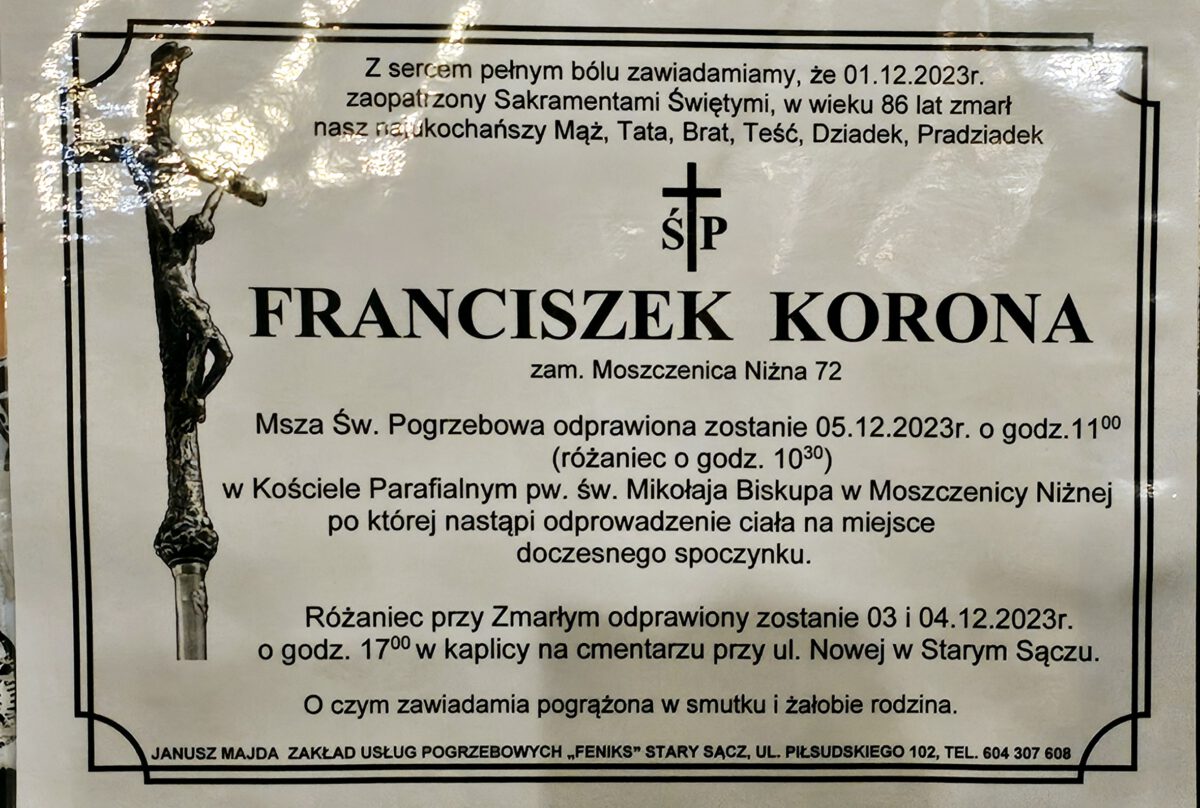 Z sercem pełnym bólu zawiadamiamy, że 01.12.2023r.
zaopatrzony Sakramentami Świętymi, w wieku 86 lat zmarł
nasz najukochańszy Mąż, Tata, Brat, Teść, Dziadek, Pradziadek
Ś P
FRANCISZEK KORONA
zam. Moszczenica Niżna 72
Msza Św. Pogrzebowa odprawiona zostanie 05.12.2023r. o godz.11⁰⁰
(różaniec o godz. 10³⁰)
w Kościele Parafialnym pw. św. Mikołaja Biskupa w Moszczenicy Niżnej
po której nastąpi odprowadzenie ciała na miejsce
doczesnego spoczynku.
Różaniec przy Zmarłym odprawiony zostanie 03 i 04.12.2023r.
o godz. 17⁰⁰ w kaplicy na cmentarzu przy ul. Nowej w Starym Sączu.
O czym zawiadamia pogrążona w smutku i żałobie rodzina.
JANUSZ MAJDA ZAKŁAD USŁUG POGRZEBOWYCH „FENIKS” STARY SĄCZ, UL. PIŁSUDSKIEGO 102, TEL. 604 307 608